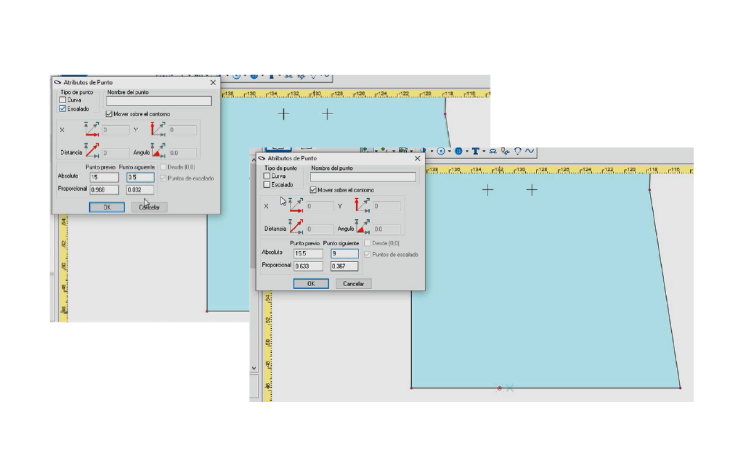 Atributos de Punto
Tipo de punto
Nombre del punto
Curva
Escalado
Mover sobre el contorno
X
0
Y
0
Distancia
0
Angulo
0.0
Punto previo
Punto siguiente
Desde (0.0)
Absoluto
15
3.5
Puntos de escalado
Proporcional
0.968
0.032
OK
Cancelar
Atributos de Punto
Tipo de punto
Nombre del punto
Curva
Escalado
Mover sobre el contorno
X
0
Y
0
Distancia
0
Angulo
0.0
Punto previo
Punto siguiente
Desde (0.0)
Absoluto
15.5
9
Puntos de escalado
Proporcional
0.633
0.367
OK
Cancelar